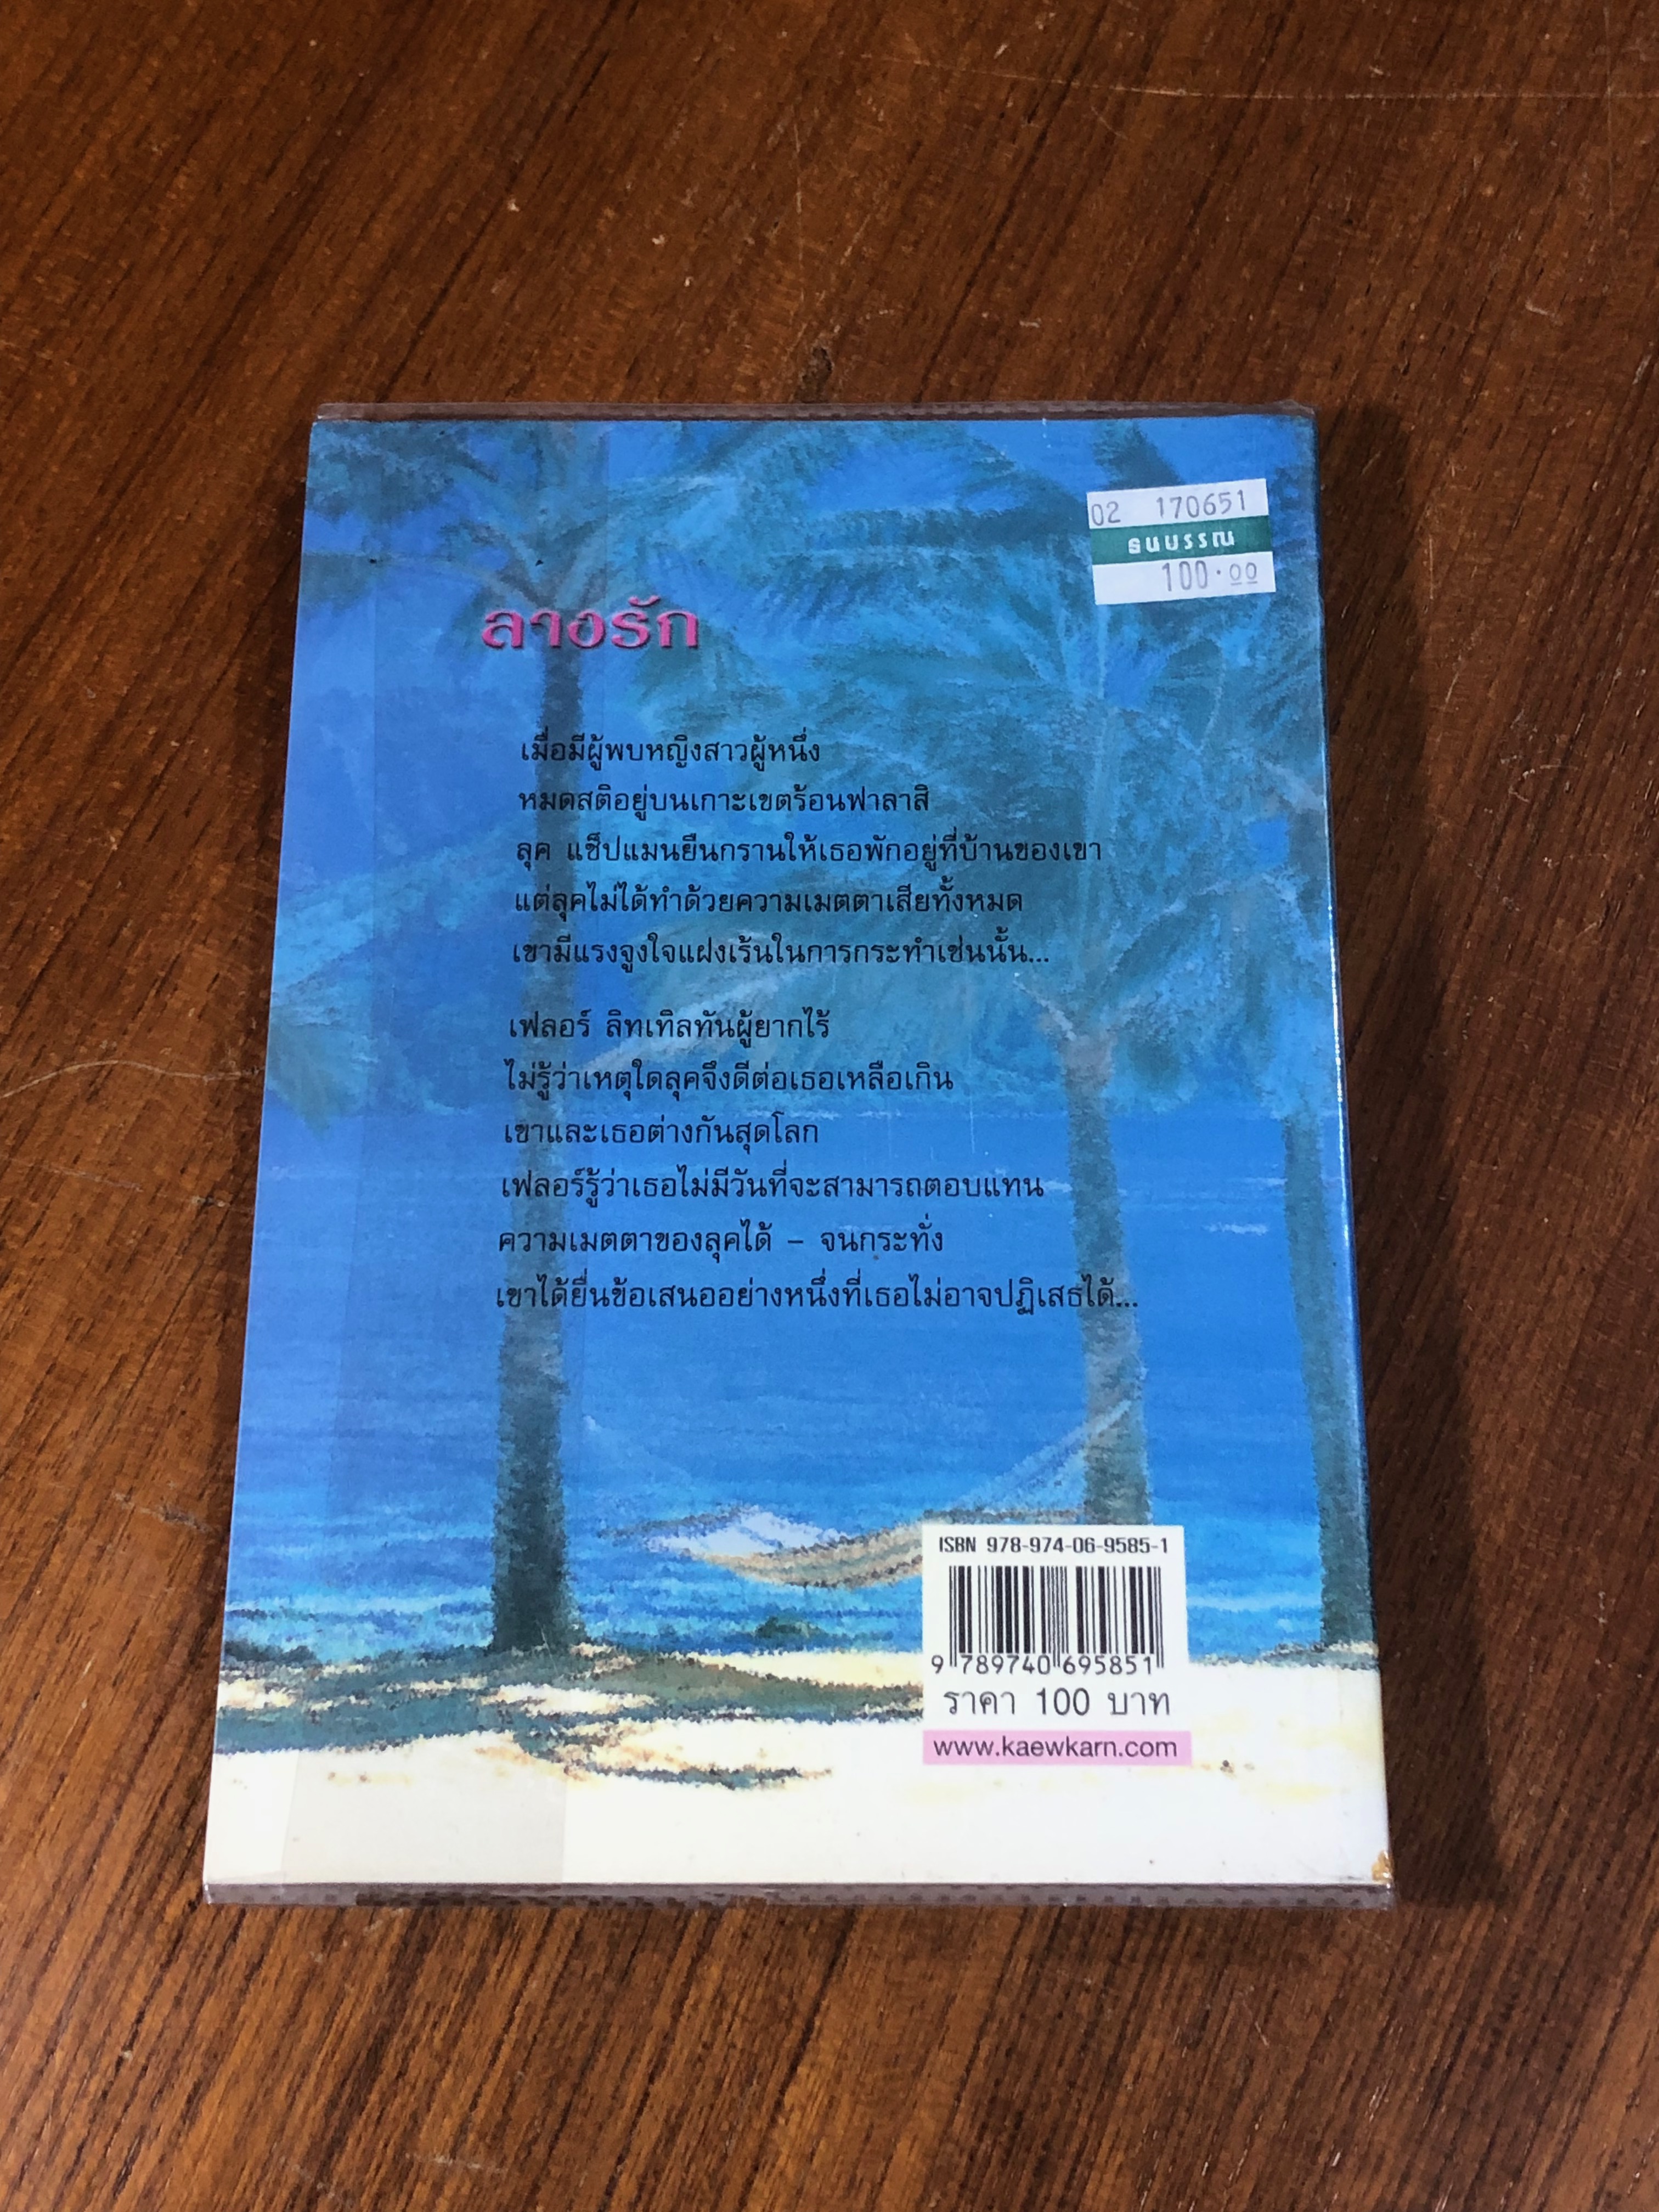 02 170651
ธนบรรณ
100.00
ลางรัก
เมื่อมีผู้พบหญิงสาวผู้หนึ่ง
หมดสติอยู่บนเกาะเขตร้อนฟาลาสิ
ลุค แช็ปแมนยืนกรานให้เธอพักอยู่ที่บ้านของเขา
แต่ลุคไม่ได้ทำด้วยความเมตตาเสียทั้งหมด
เขามีแรงจูงใจแฝงเร้นในการกระทำเช่นนั้น...
เฟลอร์ ลิทเทิลทันผู้ยากไร้
ไม่รู้ว่าเหตุใดลุคจึงดีต่อเธอเหลือเกิน
เขาและเธอต่างกันสุดโลก
เฟลอร์รู้ว่าเธอไม่มีวันที่จะสามารถตอบแทน
ความเมตตาของลุคได้ – จนกระทั่ง
เขาได้ยื่นข้อเสนออย่างหนึ่งที่เธอไม่อาจปฏิเสธได้...
ISBN 978-974-06-9585-1
9 789740 695851
ราคา 100 บาท
www.kaewkarn.com